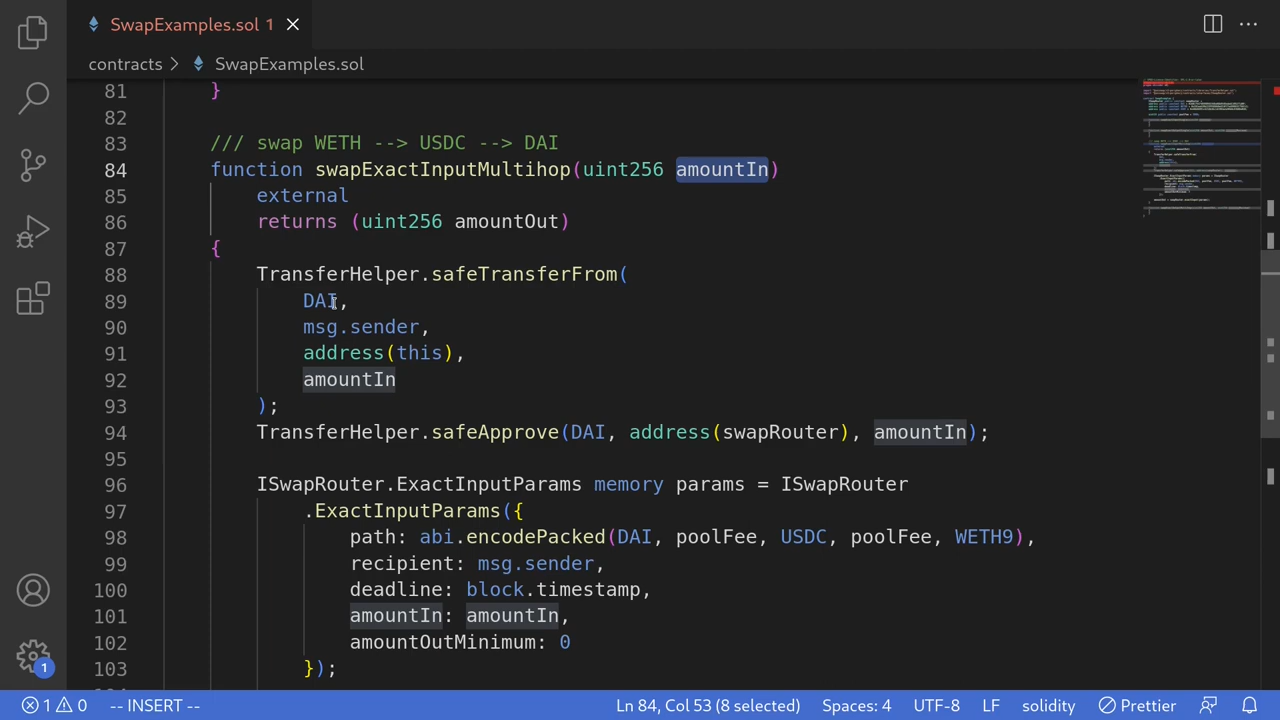 SwapExamples.sol 1
contracts > SwapExamples.sol
81 }
82
83 /// swap WETH --> USDC --> DAI
84 function swapExactInputMultihop(uint256 amountIn)
85 external
86 returns (uint256 amountOut)
87 {
88 TransferHelper.safeTransferFrom(
89 DAI,
90 msg.sender,
91 address(this),
92 amountIn
93 );
94 TransferHelper.safeApprove(DAI, address(swapRouter), amountIn);
95
96 ISwapRouter.ExactInputParams memory params = ISwapRouter
97 .ExactInputParams({
98 path: abi.encodePacked(DAI, poolFee, USDC, poolFee, WETH9),
99 recipient: msg.sender,
100 deadline: block.timestamp,
101 amountIn: amountIn,
102 amountOutMinimum: 0
103 });
1
1 0 -- INSERT -- Ln 84, Col 53 (8 selected) Spaces: 4 UTF-8 LF solidity Prettier